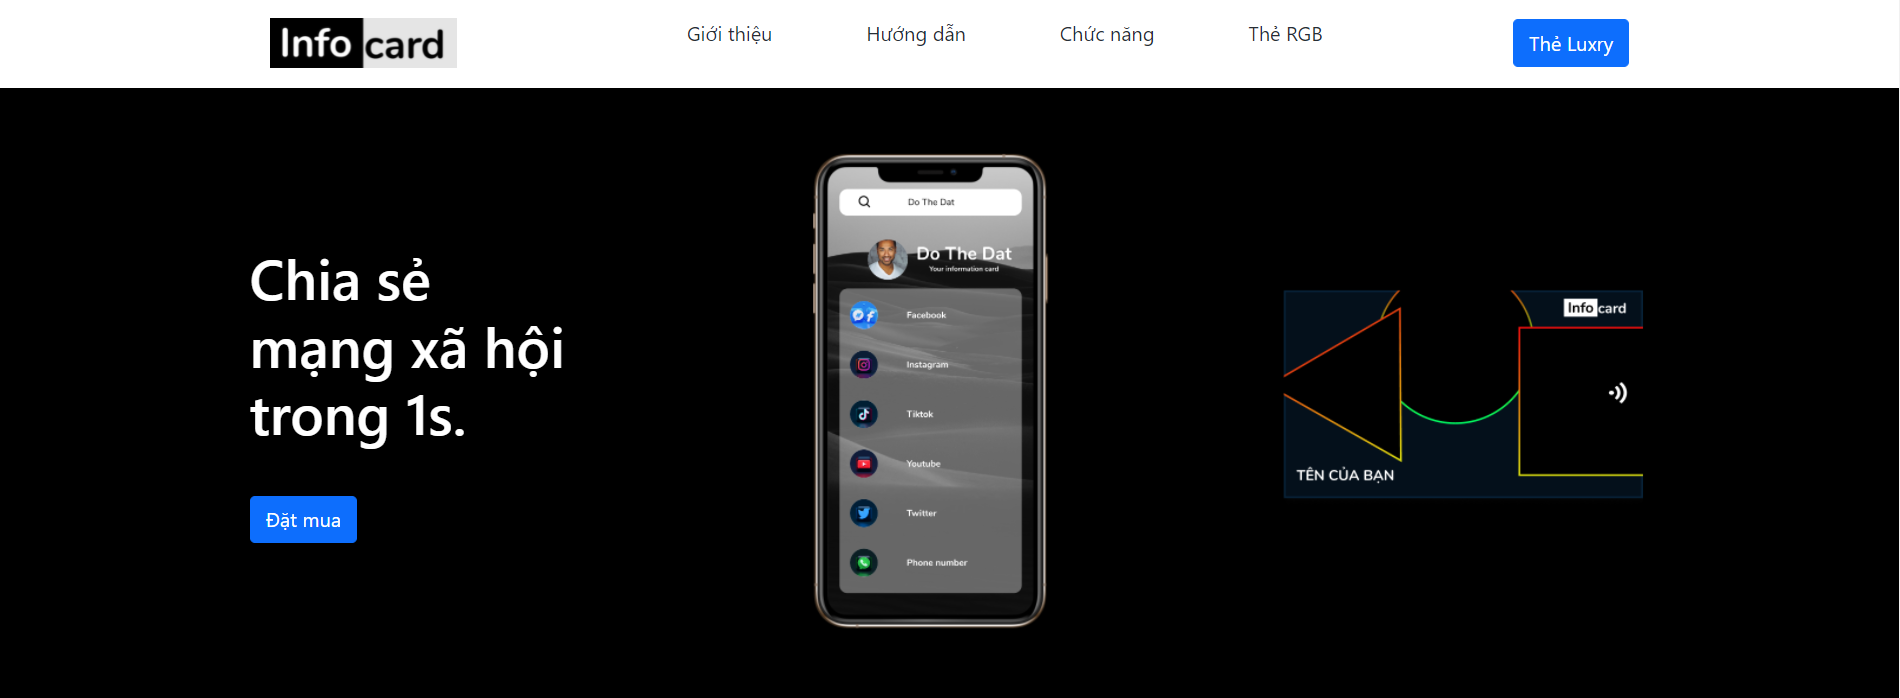 Info card
Giới thiệu
Hướng dẫn
Chức năng
Thẻ RGB
Thẻ Luxry
Chia sẻ
mạng xã hội
trong 1s.
Đặt mua
Do The Dat
Do The Dat
Your information card
Facebook
Instagram
Tiktok
Youtube
Twitter
Phone number
Info card
TÊN CỦA BẠN